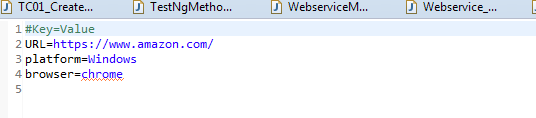 TC01_Create... TestNgMetho... WebserviceM... Webservice_...
1 #Key=Value
2 URL=https://www.amazon.com/
3 platform=Windows
4 browser=chrome
5